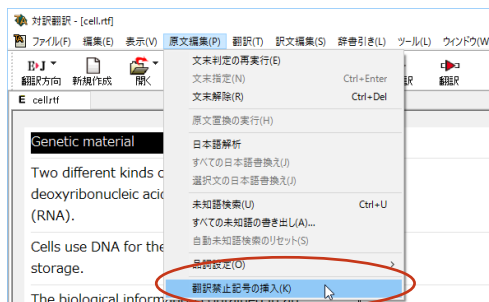 対訳翻訳 - [cell.rtf]
ファイル(F) 編集(E) 表示(V) 原文編集(P) 翻訳(T) 訳文編集(S) 辞書引き(L) ツール(L) ウィンドウ(W
翻訳方向 新規作成 開く 訳 翻訳
E cell.rtf
文末判定の再実行(E)
文末指定(N) Ctrl+Enter
文末解除(R) Ctrl+Del
原文置換の実行(H)
日本語解析
すべての日本語書換え(J)
選択文の日本語書換え(J)
未知語検索(U) Ctrl+U
すべての未知語の書き出し(A)...
自動未知語検索のリセット(S)
品詞設定(O)
翻訳禁止記号の挿入(K)
Genetic material
Two different kinds o
deoxyribonucleic acid
(RNA).
Cells use DNA for the
storage.
The biological inform